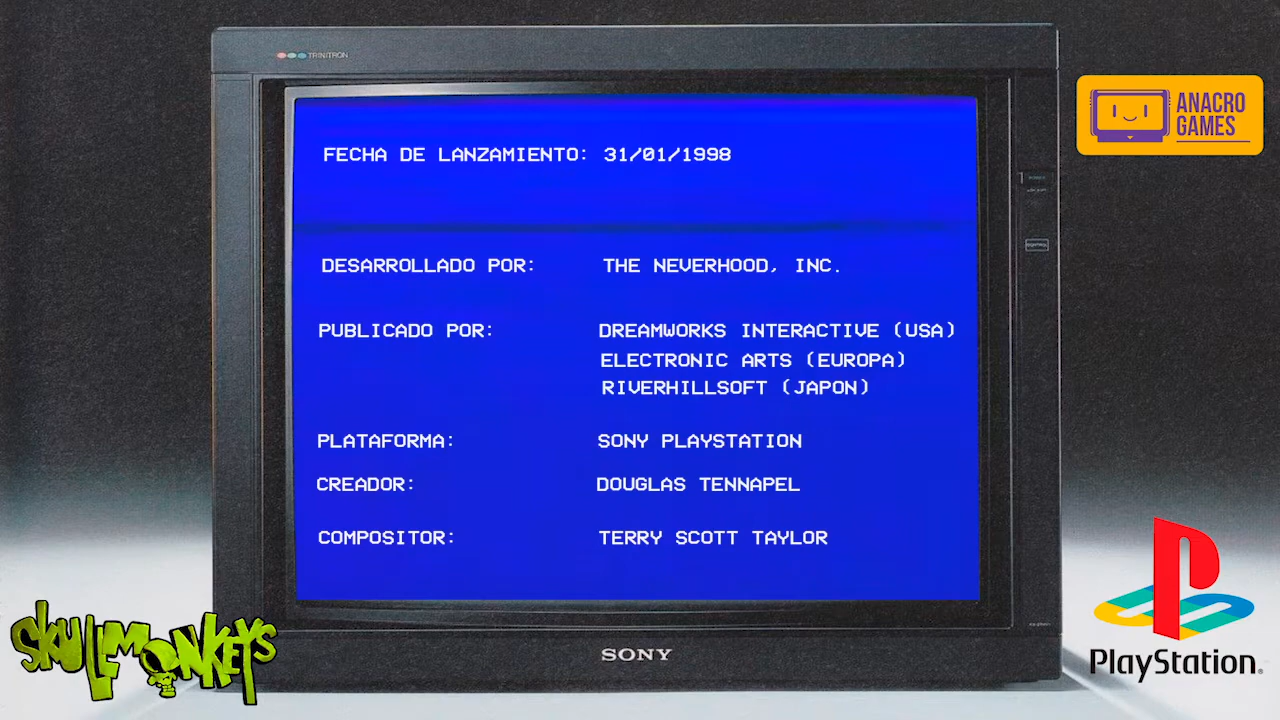 TRINITRON
ANACRO
GAMES
FECHA DE LANZAMIENTO: 31/01/1998
DESARROLLADO POR: THE NEVERHOOD, INC.
PUBLICADO POR: DREAMWORKS INTERACTIVE (USA)
ELECTRONIC ARTS (EUROPA)
RIVERHILLSOFT (JAPON)
PLATAFORMA: SONY PLAYSTATION
CREADOR: DOUGLAS TENNAPEL
COMPOSITOR: TERRY SCOTT TAYLOR
SKULLMONKEYS
SONY
PlayStation®